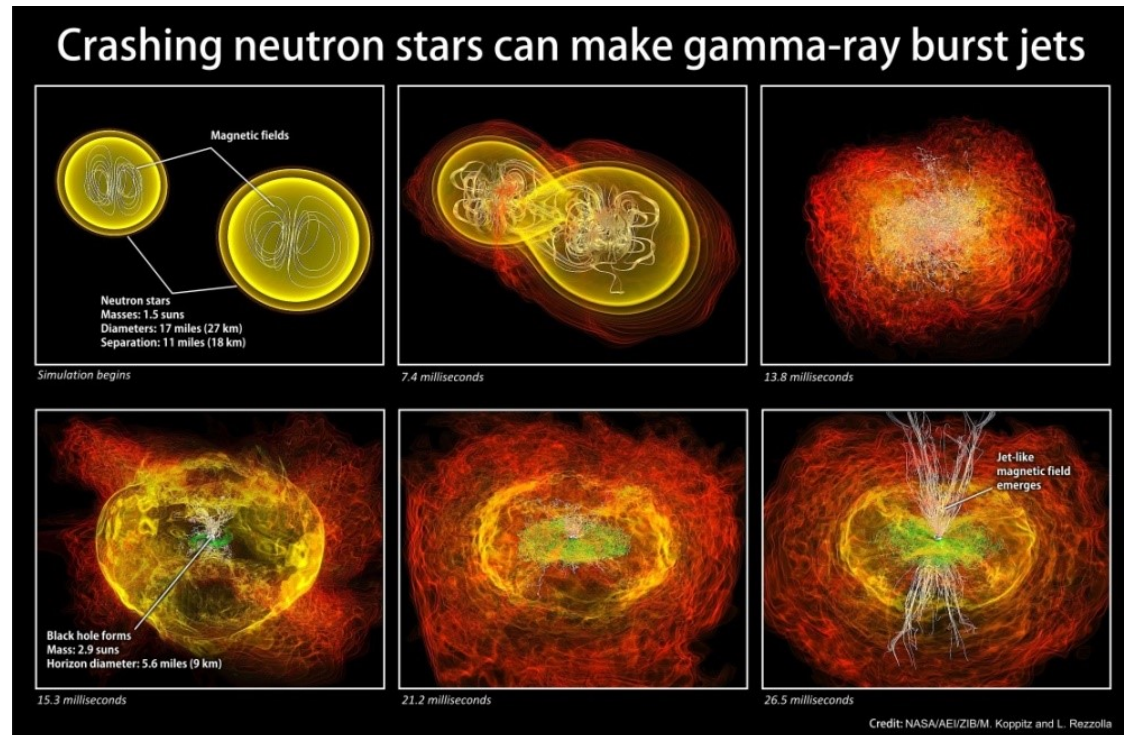 Crashing neutron stars can make gamma-ray burst jets
Magnetic fields
Neutron stars
Masses: 1.5 suns
Diameters: 17 miles (27 km)
Separation: 11 miles (18 km)
Simulation begins
7.4 milliseconds
13.8 milliseconds
Black hole forms
Mass: 2.9 suns
Horizon diameter: 5.6 miles (9 km)
15.3 milliseconds
21.2 milliseconds
Jet-like
magnetic field
emerges
26.5 milliseconds
Credit: NASA/AEI/ZIB/M. Koppitz and L. Rezzolla